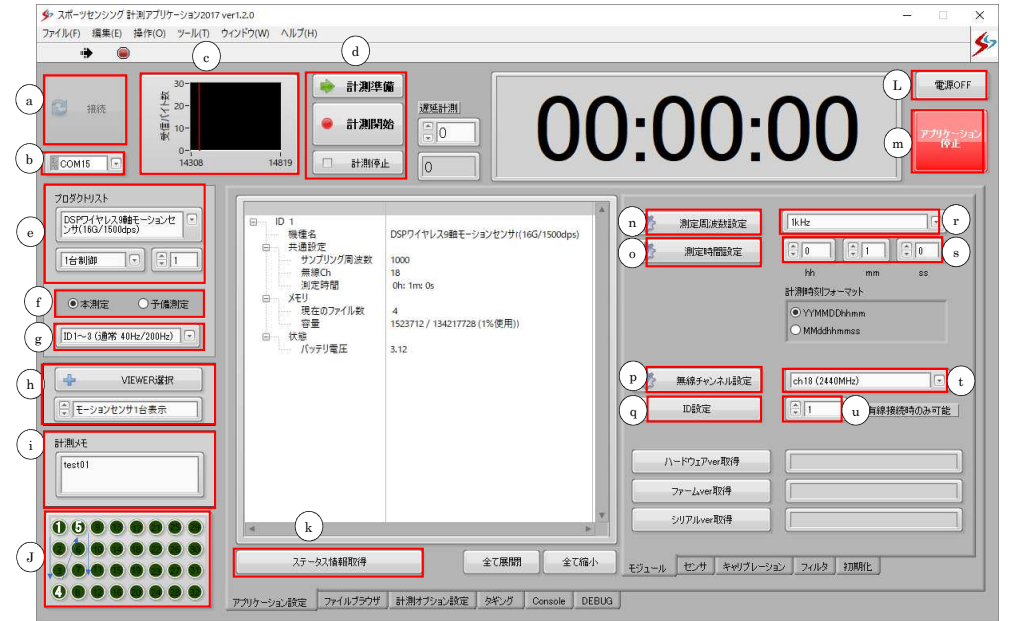 スポーツセンシング 計測アプリケーション2017 ver1.2.0
ファイル(F) 編集(E) 操作(O) ツール(T) ウィンドウ(W) ヘルプ(H)
a
接続
b
COM15
c
受信バイト数
30
20
10
0
14308 14819
d
計測準備
計測開始
計測停止
遅延計測
0
0
00:00:00
L
電源OFF
m
アプリケーション
停止
e
プロダクトリスト
DSPワイヤレス9軸モーションセ
ンサ(16G/1500dps)
1台制御 1
f
本測定 予備測定
g
ID1～3 (通常 40Hz/200Hz)
h
VIEWER選択
モーションセンサ1台表示
i
計測メモ
test01
J
1 5
4
ID 1
機種名 DSPワイヤレス9軸モーションセンサ(16G/1500dps)
共通設定
サンプリング周波数 1000
無線Ch 18
測定時間 0h: 1m: 0s
メモリ
現在のファイル数 4
容量 1523712 / 134217728 (1%使用))
状態
バッテリ電圧 3.12
k
ステータス情報取得 全て展開 全て縮小
n
測定周波数設定
1kHz
r
o
測定時間設定
0 1 0
s
hh mm ss
計測時刻フォーマット
YYMMDDhhmm
MMddhhmmss
p
無線チャンネル設定
ch18 (2440MHz)
t
q
ID設定
1
u
有線接続時のみ可能
ハードウェアver取得
ファームver取得
シリアルver取得
モジュール センサ キャリブレーション フィルタ 初期化
アプリケーション設定 ファイルブラウザ 計測オプション設定 タギング Console DEBUG